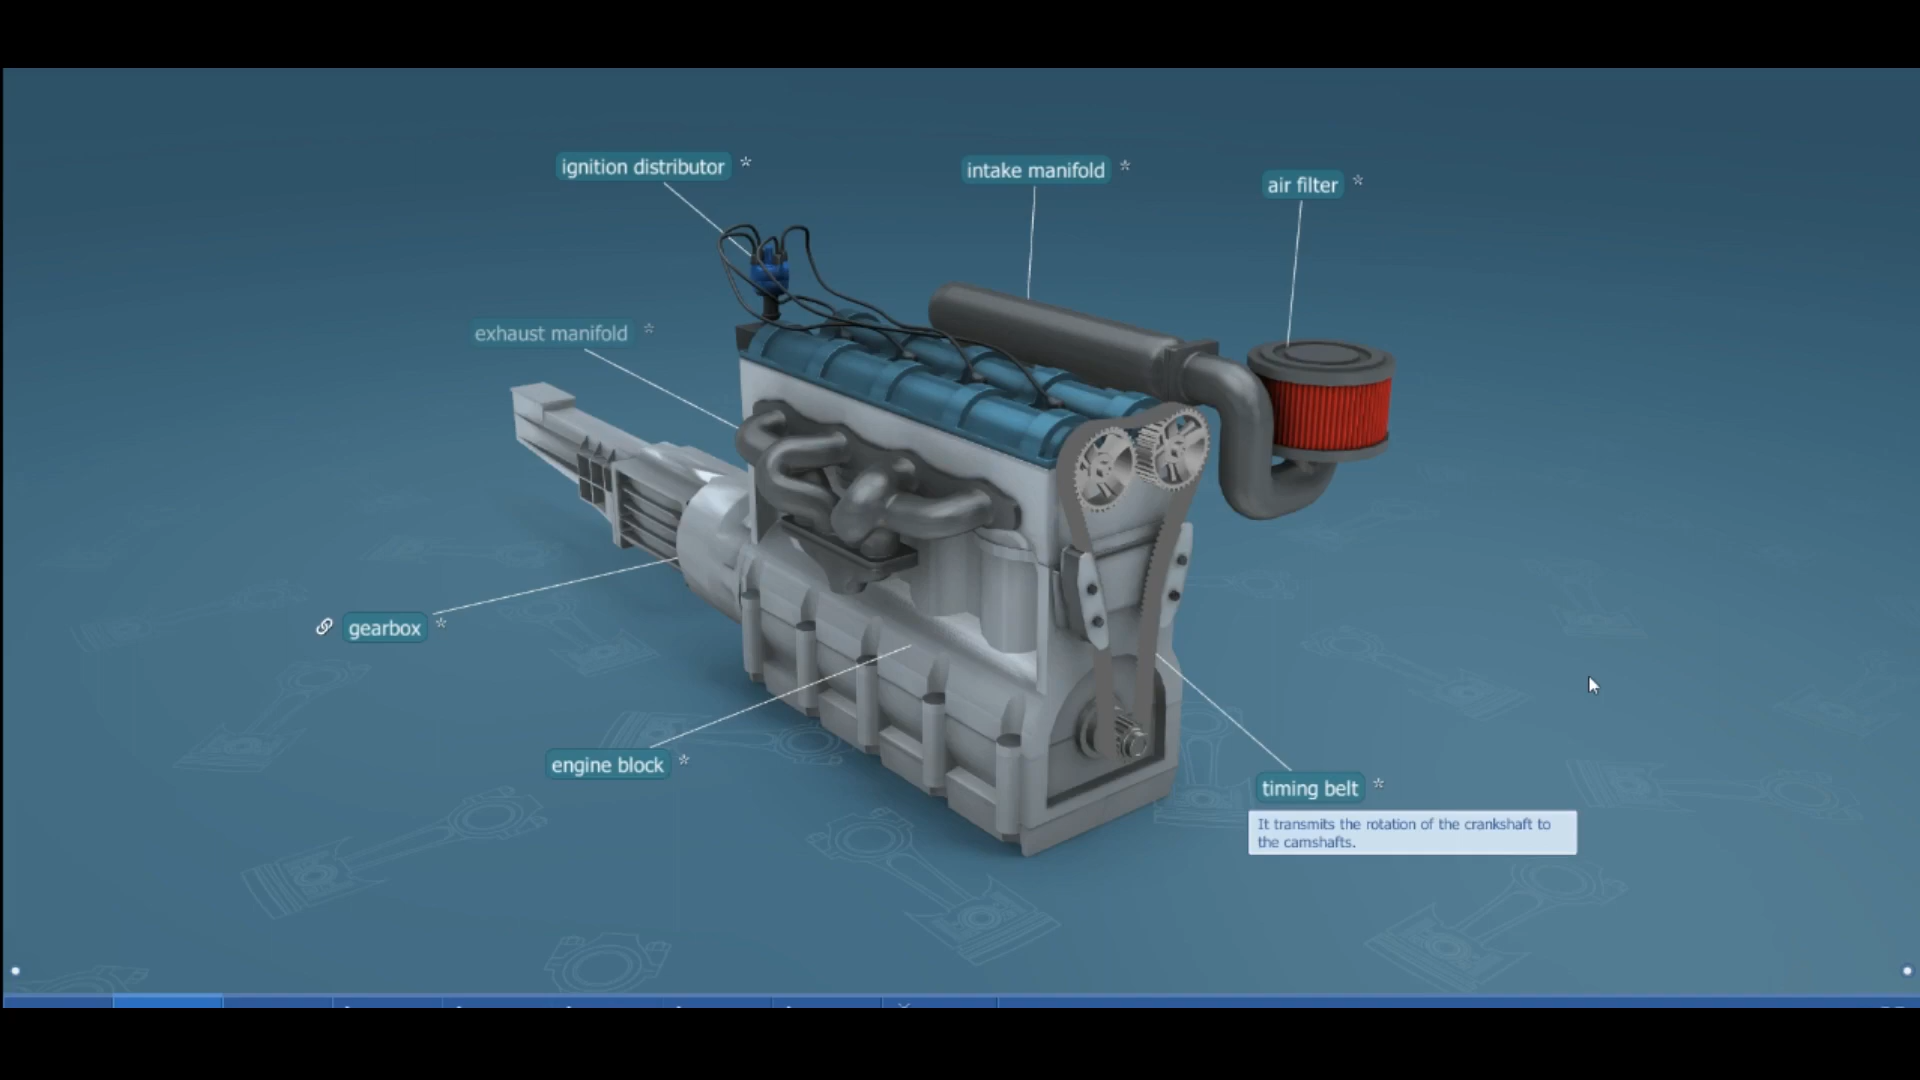 ignition distributor *
intake manifold *
air filter *
exhaust manifold *
gearbox *
engine block *
timing belt *
It transmits the rotation of the crankshaft to
the camshafts.